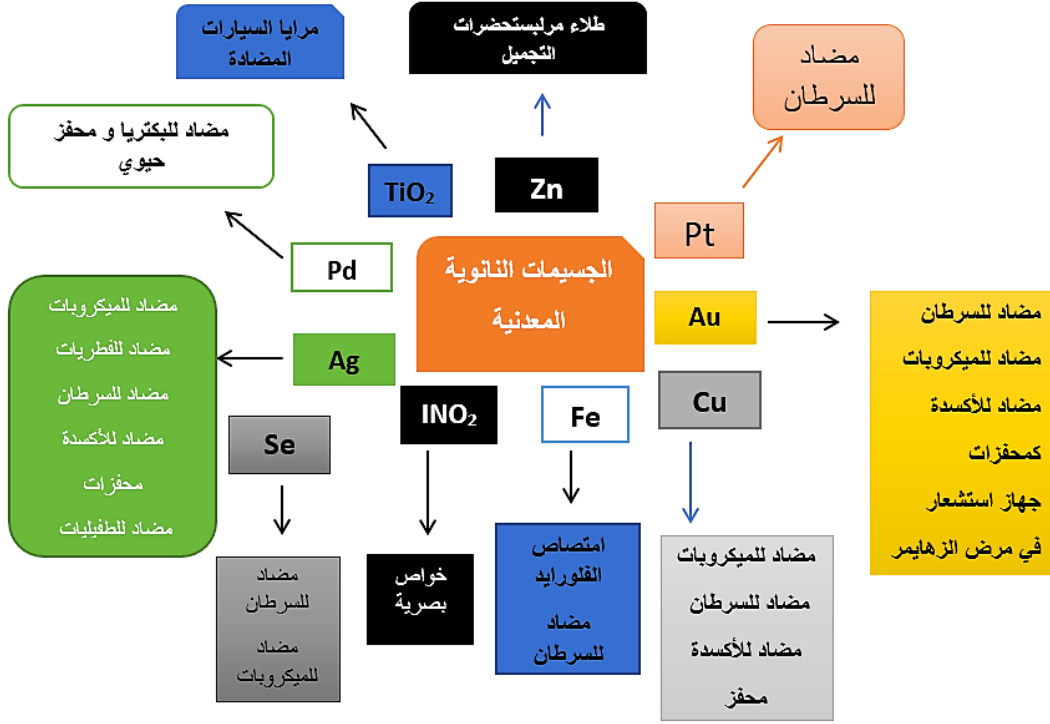 مرايا السيارات
المضادة
طلاء مرلبستحضرات
التجميل
مضاد
للسرطان
مضاد للبكتريا و محفز
حيوي
TiO₂
Zn
Pt
Pd
الجسيمات النانوية
المعدنية
Au
Ag
مضاد للميكروبات
مضاد للفطريات
مضاد للسرطان
مضاد للأكسدة
محفزات
مضاد للطفيليات
مضاد للسرطان
مضاد للميكروبات
مضاد للأكسدة
كمحفزات
جهاز استشعار
في مرض الزهايمر
Se
INO₂
Fe
Cu
مضاد
للسرطان
مضاد
للميكروبات
خواص
بصرية
امتصاص
الفلورايد
مضاد
للسرطان
مضاد للميكروبات
مضاد للسرطان
مضاد للأكسدة
محفز